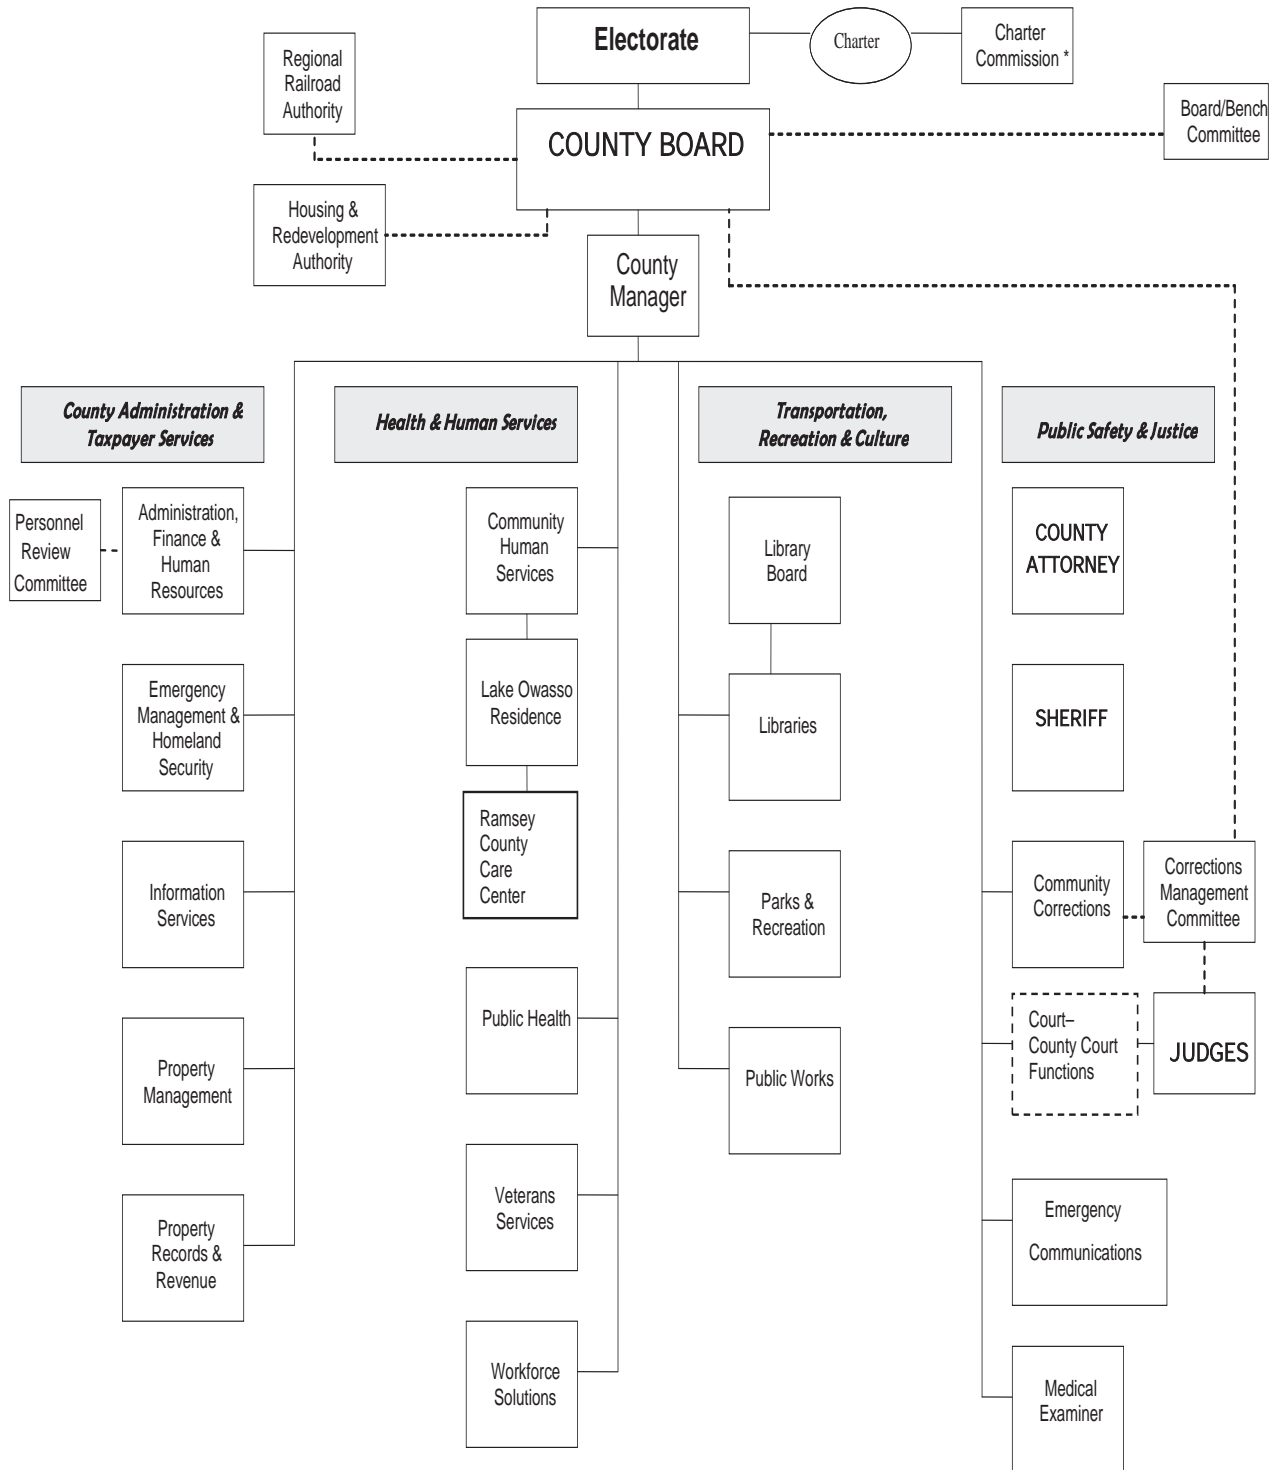 Electorate
Charter
Charter
Commission *
Regional
Railroad
Authority
Board/Bench
Committee
COUNTY BOARD
Housing &
Redevelopment
Authority
County
Manager
County Administration &
Taxpayer Services
Health & Human Services
Transportation,
Recreation & Culture
Public Safety & Justice
Personnel
Review
Committee
Administration,
Finance &
Human
Resources
Emergency
Management &
Homeland
Security
Information
Services
Property
Management
Property
Records &
Revenue
Community
Human
Services
Lake Owasso
Residence
Ramsey
County
Care
Center
Public Health
Veterans
Services
Workforce
Solutions
Library
Board
Libraries
Parks &
Recreation
Public Works
COUNTY
ATTORNEY
SHERIFF
Community
Corrections
Corrections
Management
Committee
Court–
County Court
Functions
JUDGES
Emergency
Communications
Medical
Examiner